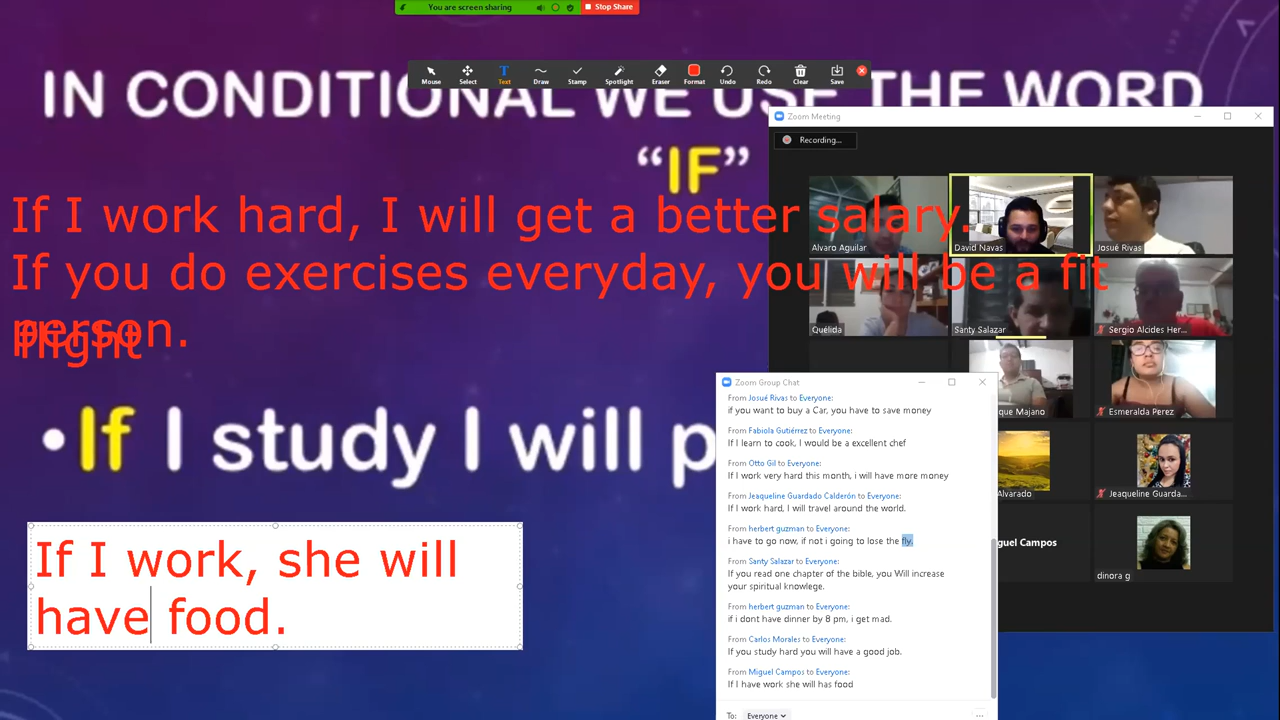 You are screen sharing
Stop Share
Mouse
Select
Text
Draw
Stamp
Spotlight
Eraser
Format
Undo
Redo
Clear
Save
IN CONDITIONAL WE USE THE WORD
“IF”
If I work hard, I will get a better salary.
If you do exercises everyday, you will be a fit
person.
flight
•If I study I will p
If I work, she will
have food.
Zoom Meeting
Recording...
Alvaro Aguilar
David Navas
Josué Rivas
Quélida
Santy Salazar
Sergio Alcides Her...
que Majano
Esmeralda Perez
Alvarado
Jeaqueline Guarda...
guel Campos
dinora g
Zoom Group Chat
From Josué Rivas to Everyone:
if you want to buy a Car, you have to save money
From Fabiola Gutiérrez to Everyone:
If I learn to cook, I would be a excellent chef
From Otto Gil to Everyone:
If I work very hard this month, i will have more money
From Jeaqueline Guardado Calderón to Everyone:
If I work hard, I will travel around the world.
From herbert guzman to Everyone:
i have to go now, if not i going to lose the fly.
From Santy Salazar to Everyone:
If you read one chapter of the bible, you Will increase
your spiritual knowlege.
From herbert guzman to Everyone:
if i dont have dinner by 8 pm, i get mad.
From Carlos Morales to Everyone:
If you study hard you will have a good job.
From Miguel Campos to Everyone:
If I have work she will has food
To: Everyone